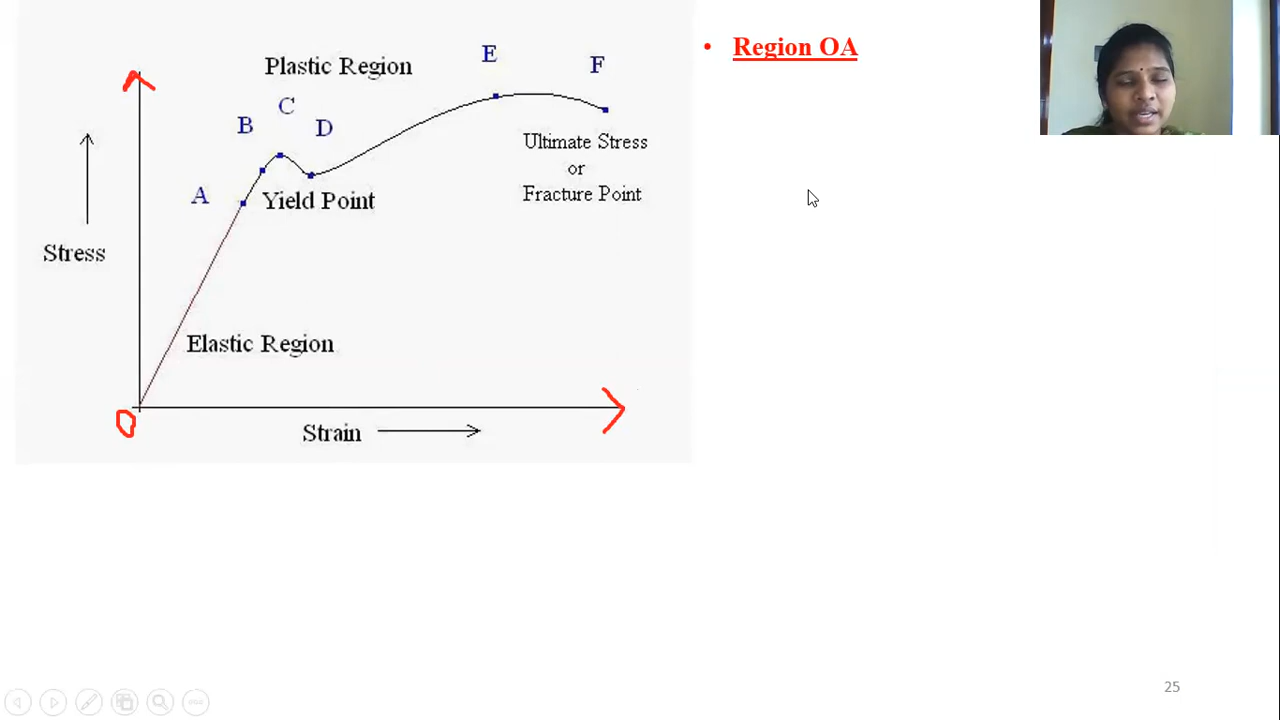 • Region OA
Plastic Region
E
F
C
B
D
Ultimate Stress
or
Fracture Point
A
Yield Point
Stress
Elastic Region
O
Strain
25